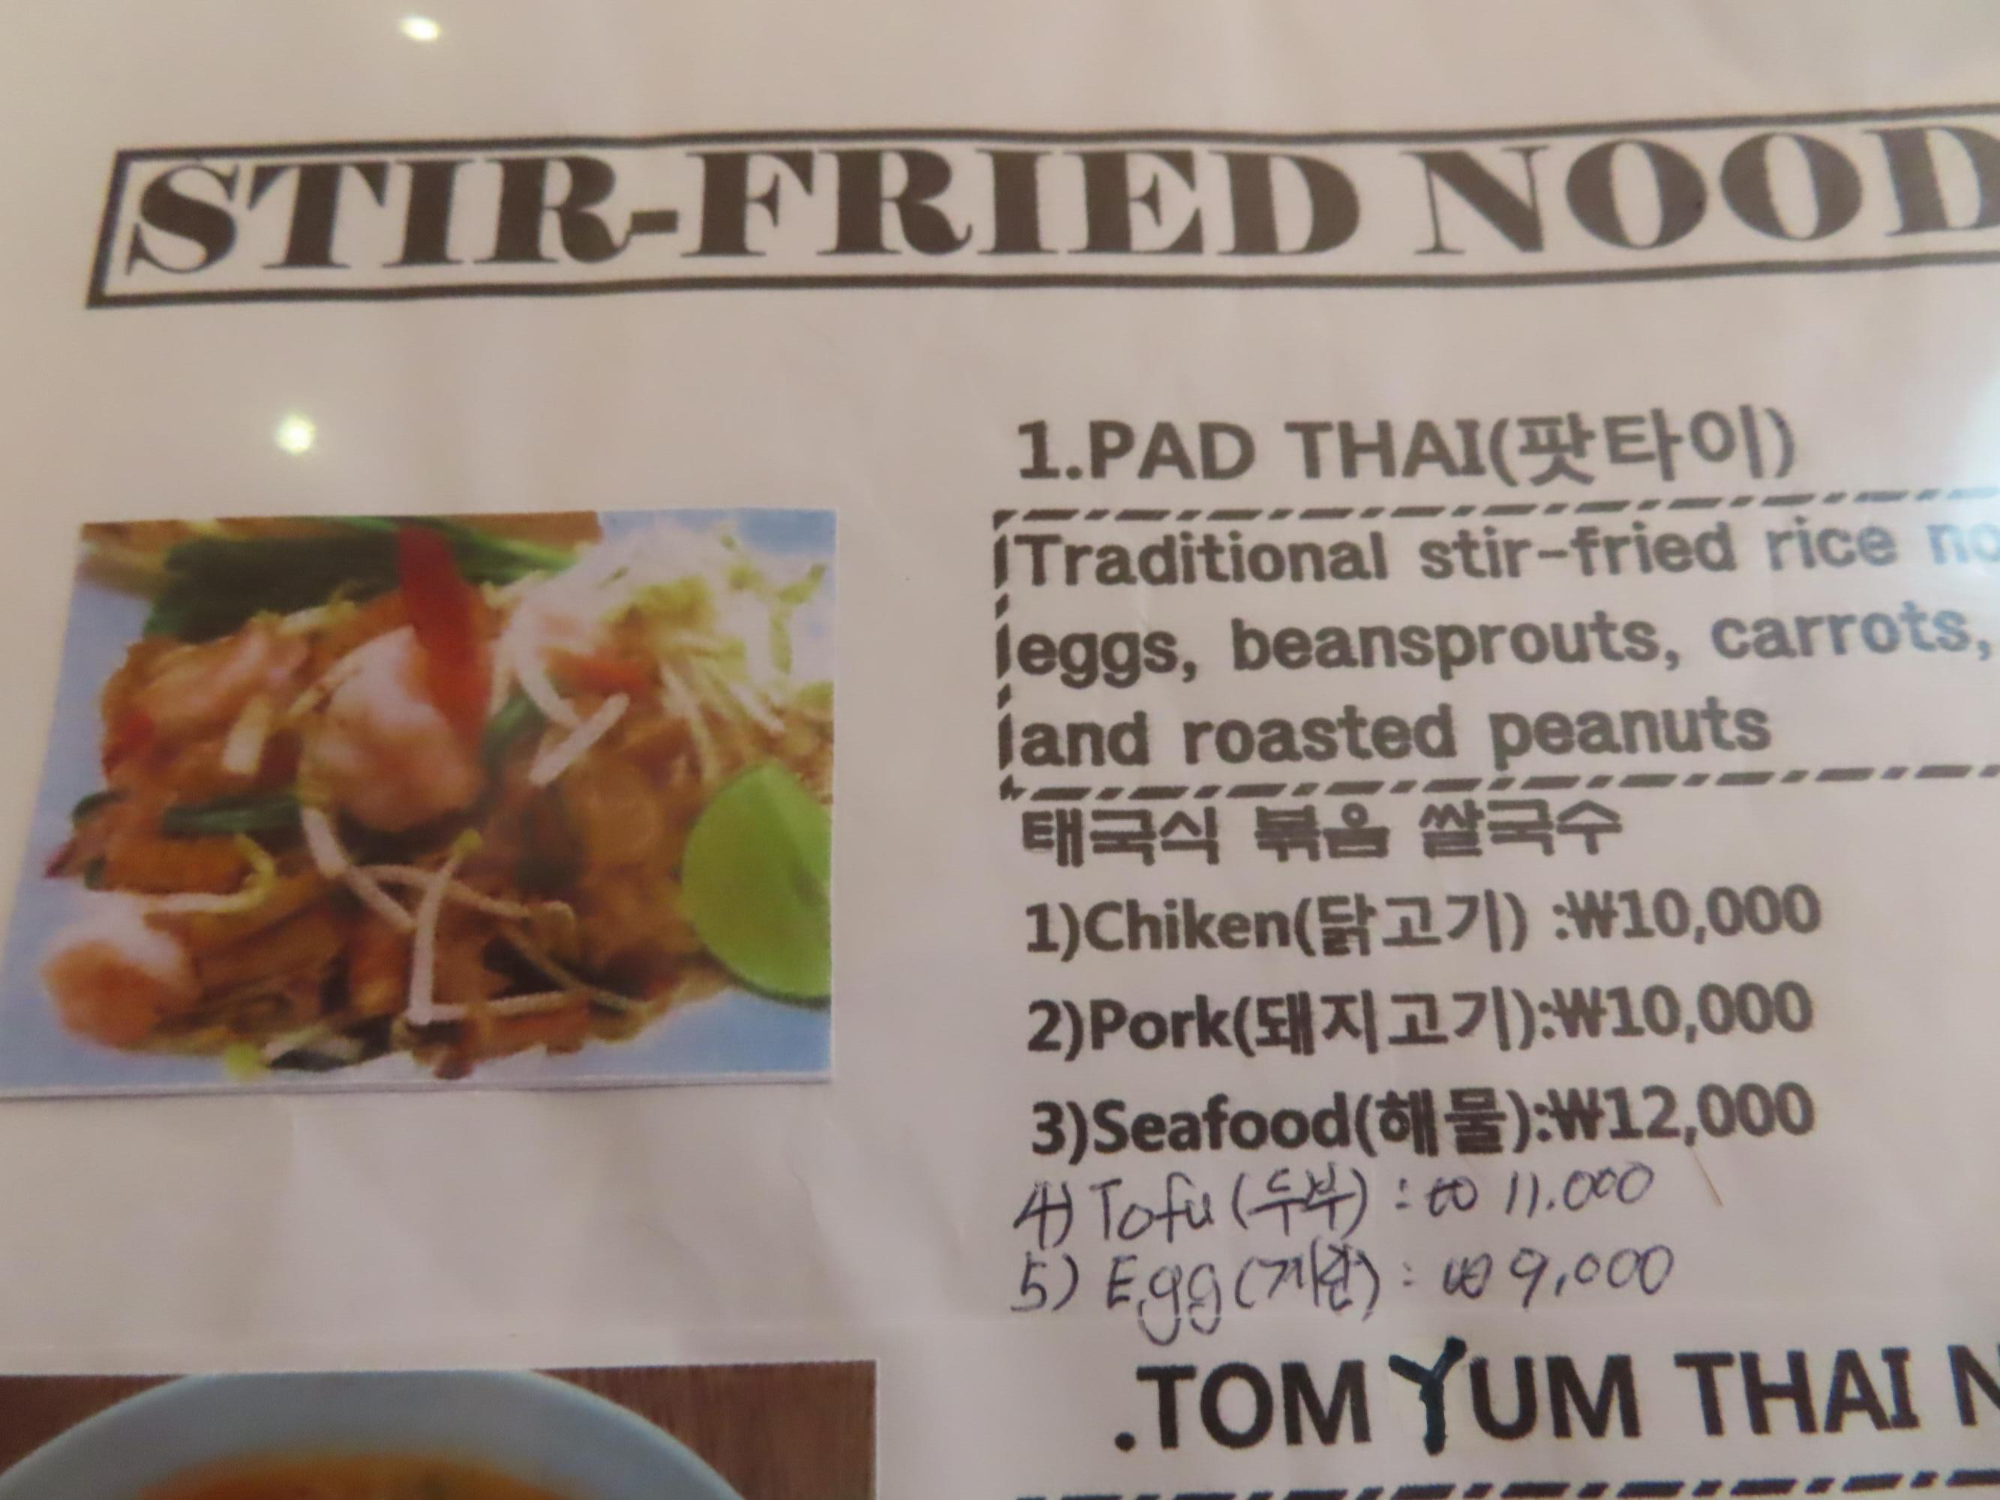 STIR-FRIED NOOD
1.PAD THAI(팟타이)
Traditional stir-fried rice no
eggs, beansprouts, carrots,
and roasted peanuts
태국식 볶음 쌀국수
1)Chiken(닭고기) :₩10,000
2)Pork(돼지고기):₩10,000
3)Seafood(해물):₩12,000
4) Tofu (두부) : ₩ 11.000
5) Egg (계란) : ₩ 9,000
.TOM YUM THAI N